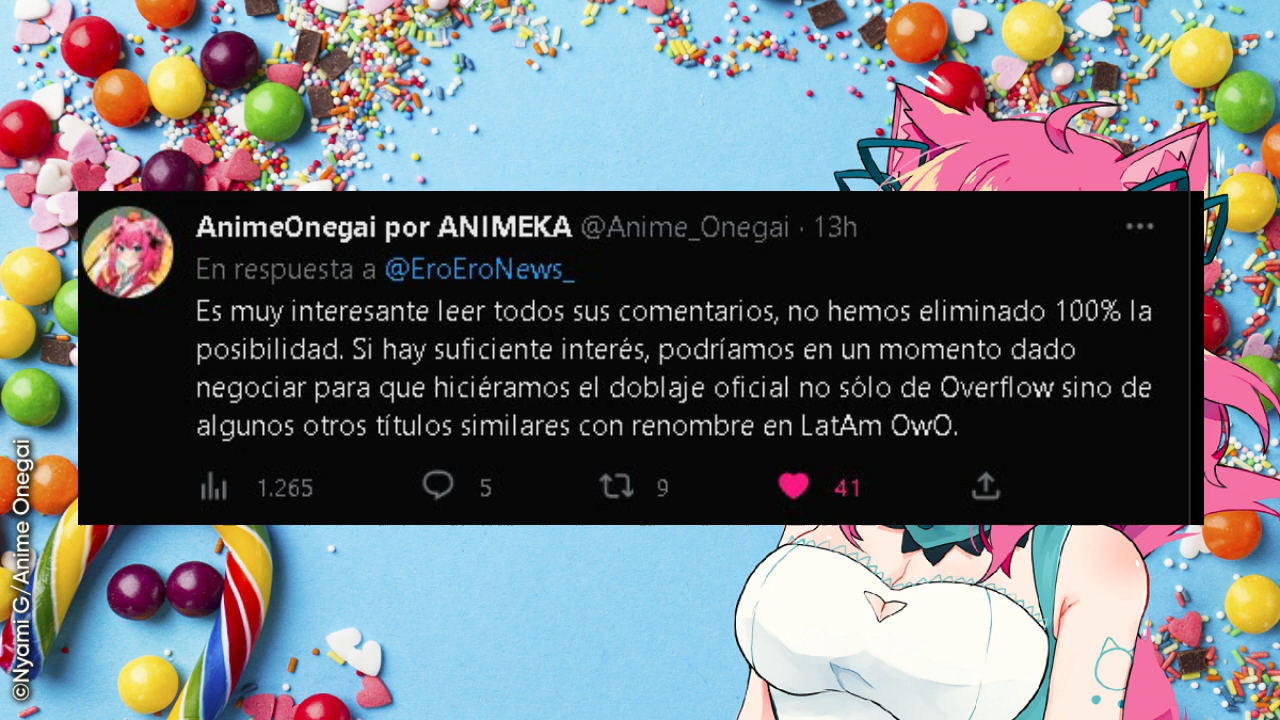 AnimeOnegai por ANIMEKA @Anime_Onegai · 13h
En respuesta a @EroEroNews_
Es muy interesante leer todos sus comentarios, no hemos eliminado 100% la
posibilidad. Si hay suficiente interés, podríamos en un momento dado
negociar para que hiciéramos el doblaje oficial no sólo de Overflow sino de
algunos otros títulos similares con renombre en LatAm OwO.
1.265 5 9 41
©Nyami G/Anime Onegai